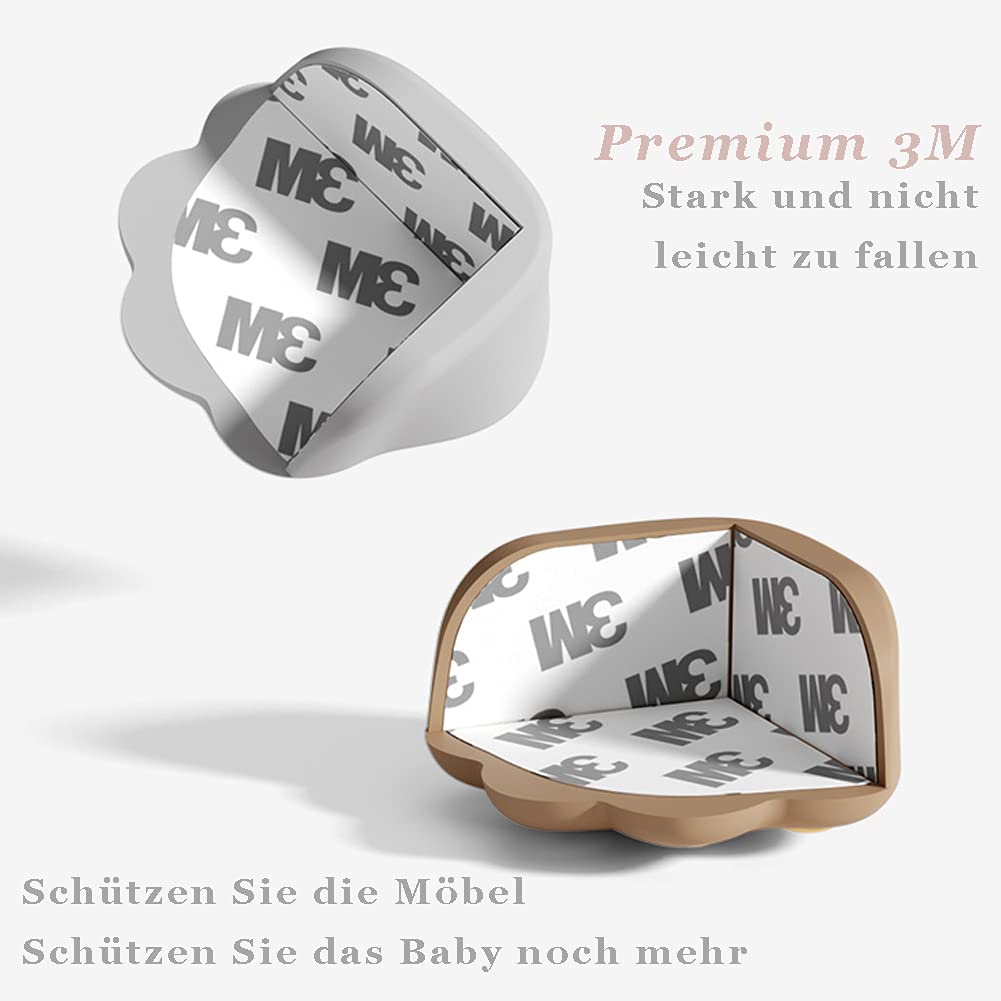 Premium 3M
Stark und nicht
leicht zu fallen
Schützen Sie die Möbel
Schützen Sie das Baby noch mehr